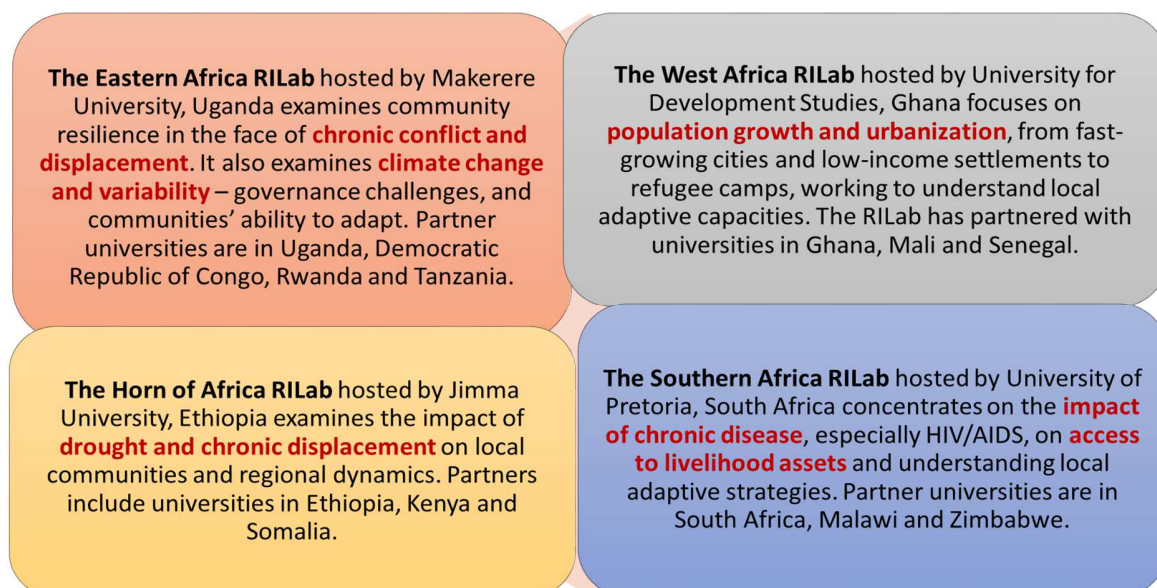 The Eastern Africa RILab hosted by Makerere
University, Uganda examines community
resilience in the face of chronic conflict and
displacement. It also examines climate change
and variability – governance challenges, and
communities’ ability to adapt. Partner
universities are in Uganda, Democratic
Republic of Congo, Rwanda and Tanzania.
The West Africa RILab hosted by University for
Development Studies, Ghana focuses on
population growth and urbanization, from fast-
growing cities and low-income settlements to
refugee camps, working to understand local
adaptive capacities. The RILab has partnered with
universities in Ghana, Mali and Senegal.
The Horn of Africa RILab hosted by Jimma
University, Ethiopia examines the impact of
drought and chronic displacement on local
communities and regional dynamics. Partners
include universities in Ethiopia, Kenya and
Somalia.
The Southern Africa RILab hosted by University of
Pretoria, South Africa concentrates on the impact
of chronic disease, especially HIV/AIDS, on access
to livelihood assets and understanding local
adaptive strategies. Partner universities are in
South Africa, Malawi and Zimbabwe.